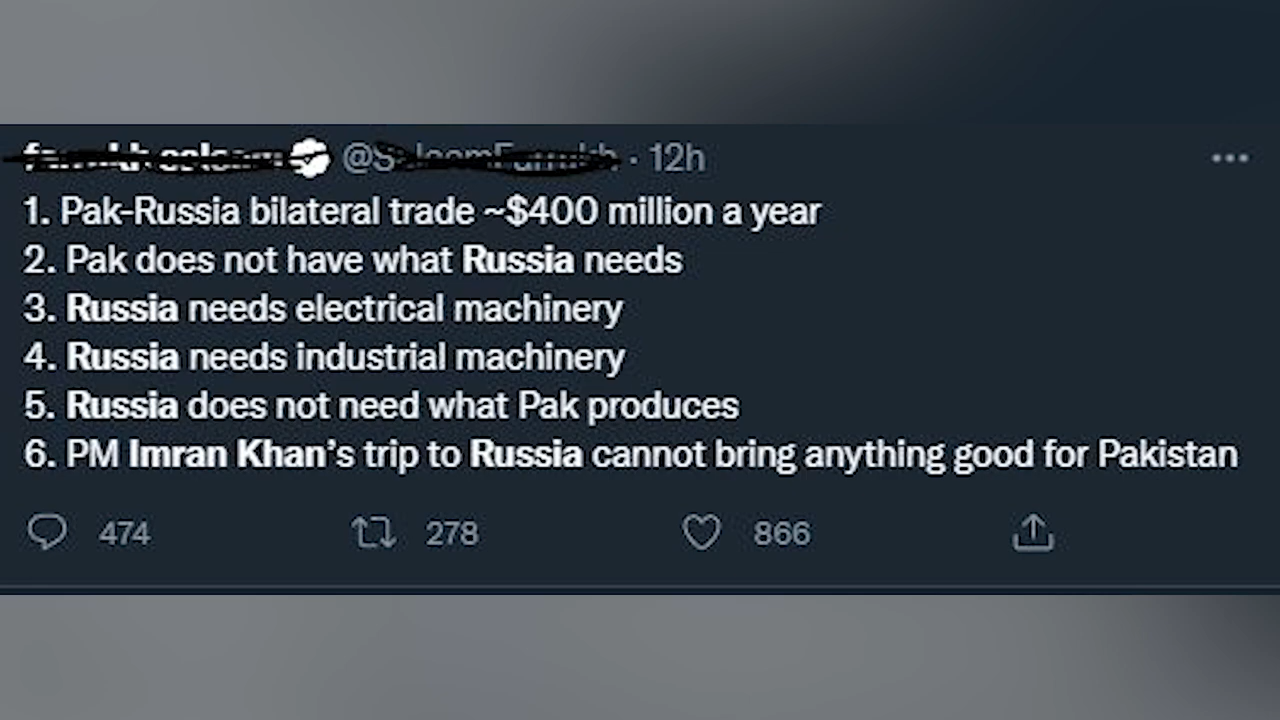 · 12h
1. Pak-Russia bilateral trade ~$400 million a year
2. Pak does not have what Russia needs
3. Russia needs electrical machinery
4. Russia needs industrial machinery
5. Russia does not need what Pak produces
6. PM Imran Khan's trip to Russia cannot bring anything good for Pakistan
474 278 866